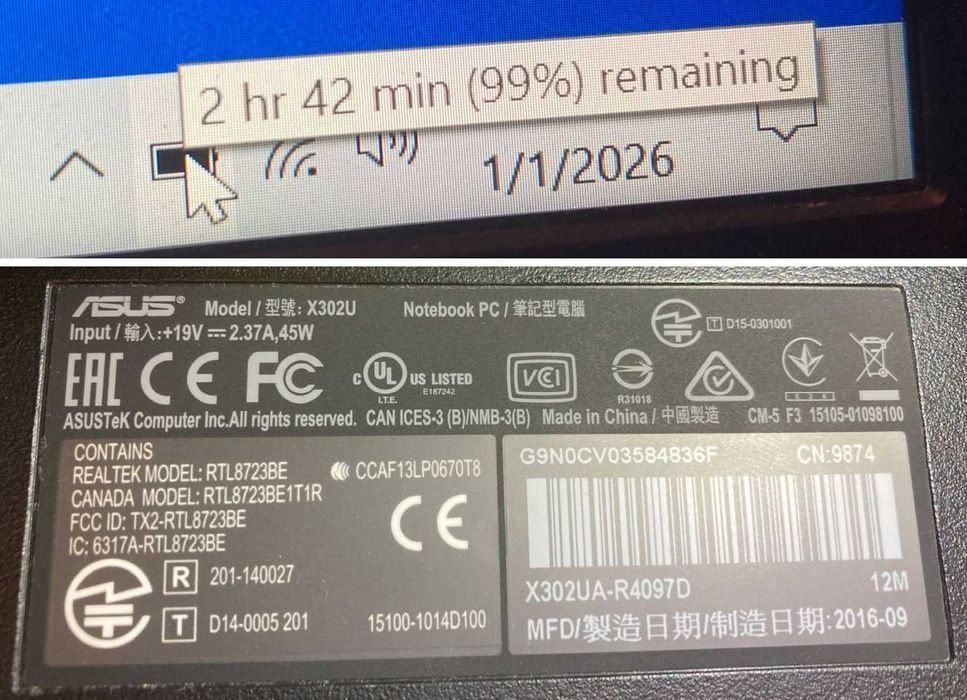 2 hr 42 min (99%) remaining
1/1/2026
ASUS® Model / 型號: X302U Notebook PC / 筆記型電腦
Input / 輸入:+19V ⎓ 2.37A,45W
T D15-0301001
EAC CE FC c UL US LISTED VCI
I.T.E. E187242
R31018
ASUSTeK Computer Inc.All rights reserved. CAN ICES-3 (B)/NMB-3(B) Made in China / 中國製造 CM-5 F3 15105-01098100
CONTAINS
REALTEK MODEL: RTL8723BE CCAF13LP0670T8
CANADA MODEL: RTL8723BE1T1R
FCC ID: TX2-RTL8723BE
IC: 6317A-RTL8723BE
CE
R 201-140027
T D14-0005 201 15100-1014D100
G9N0CV03584836F CN:9874
X302UA-R4097D 12M
MFD/製造日期/制造日期:2016-09